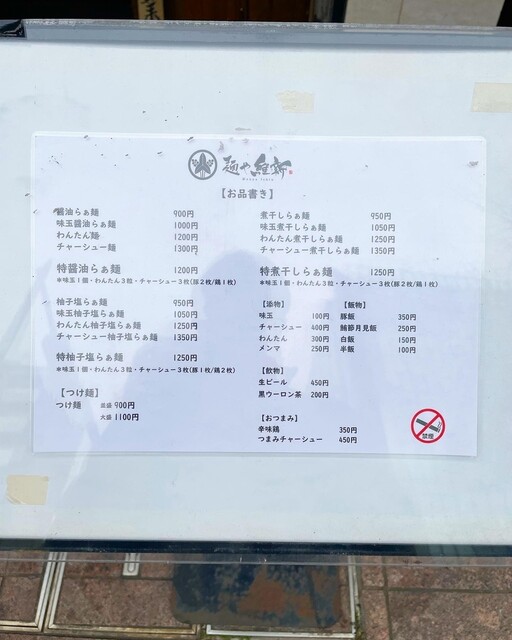 麺や維新
【お品書き】
醤油らぁ麺 900円
味玉醤油らぁ麺 1000円
わんたん麺 1200円
チャーシュー麺 1300円
特醤油らぁ麺 1200円
*味玉1個・わんたん3粒・チャーシュー3枚(豚2枚/鶏1枚)
柚子塩らぁ麺 950円
味玉柚子塩らぁ麺 1050円
わんたん柚子塩らぁ麺 1250円
チャーシュー柚子塩らぁ麺 1350円
特柚子塩らぁ麺 1250円
*味玉1個・わんたん3粒・チャーシュー3枚(豚1枚/鶏2枚)
【つけ麺】
つけ麺 並盛 900円
大盛 1100円
煮干しらぁ麺 950円
味玉煮干しらぁ麺 1050円
わんたん煮干しらぁ麺 1250円
チャーシュー煮干しらぁ麺 1350円
特煮干しらぁ麺 1250円
*味玉1個・わんたん3粒・チャーシュー3枚(豚2枚/鶏1枚)
【添物】
味玉 100円
チャーシュー 400円
わんたん 300円
メンマ 250円
【飯物】
豚飯 350円
鮪節月見飯 250円
白飯 150円
半飯 100円
【飲物】
生ビール 450円
黒ウーロン茶 200円
【おつまみ】
辛味鶏 350円
つまみチャーシュー 450円
禁煙